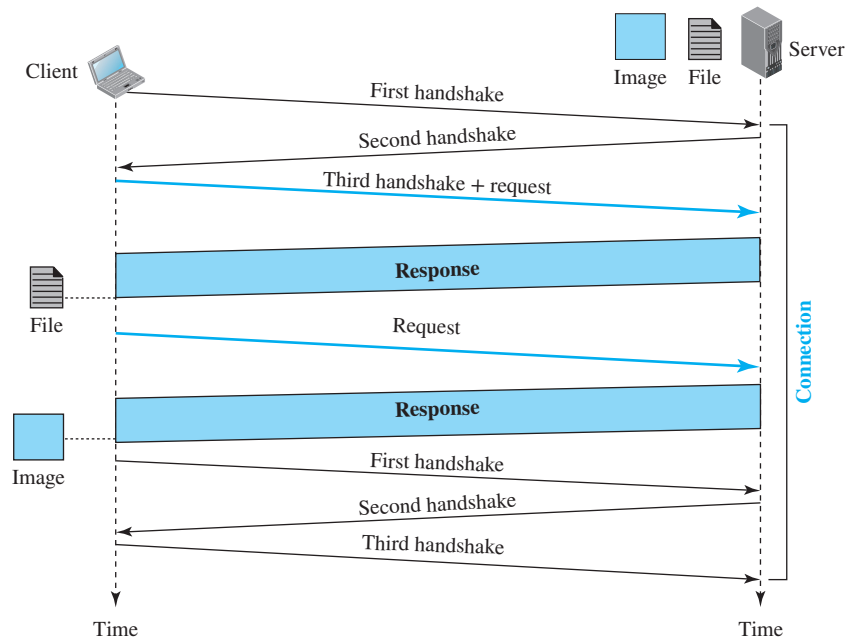 Client
Image
File
Server
First handshake
Second handshake
Third handshake + request
Response
File
Request
Connection
Response
Image
First handshake
Second handshake
Third handshake
Time
Time